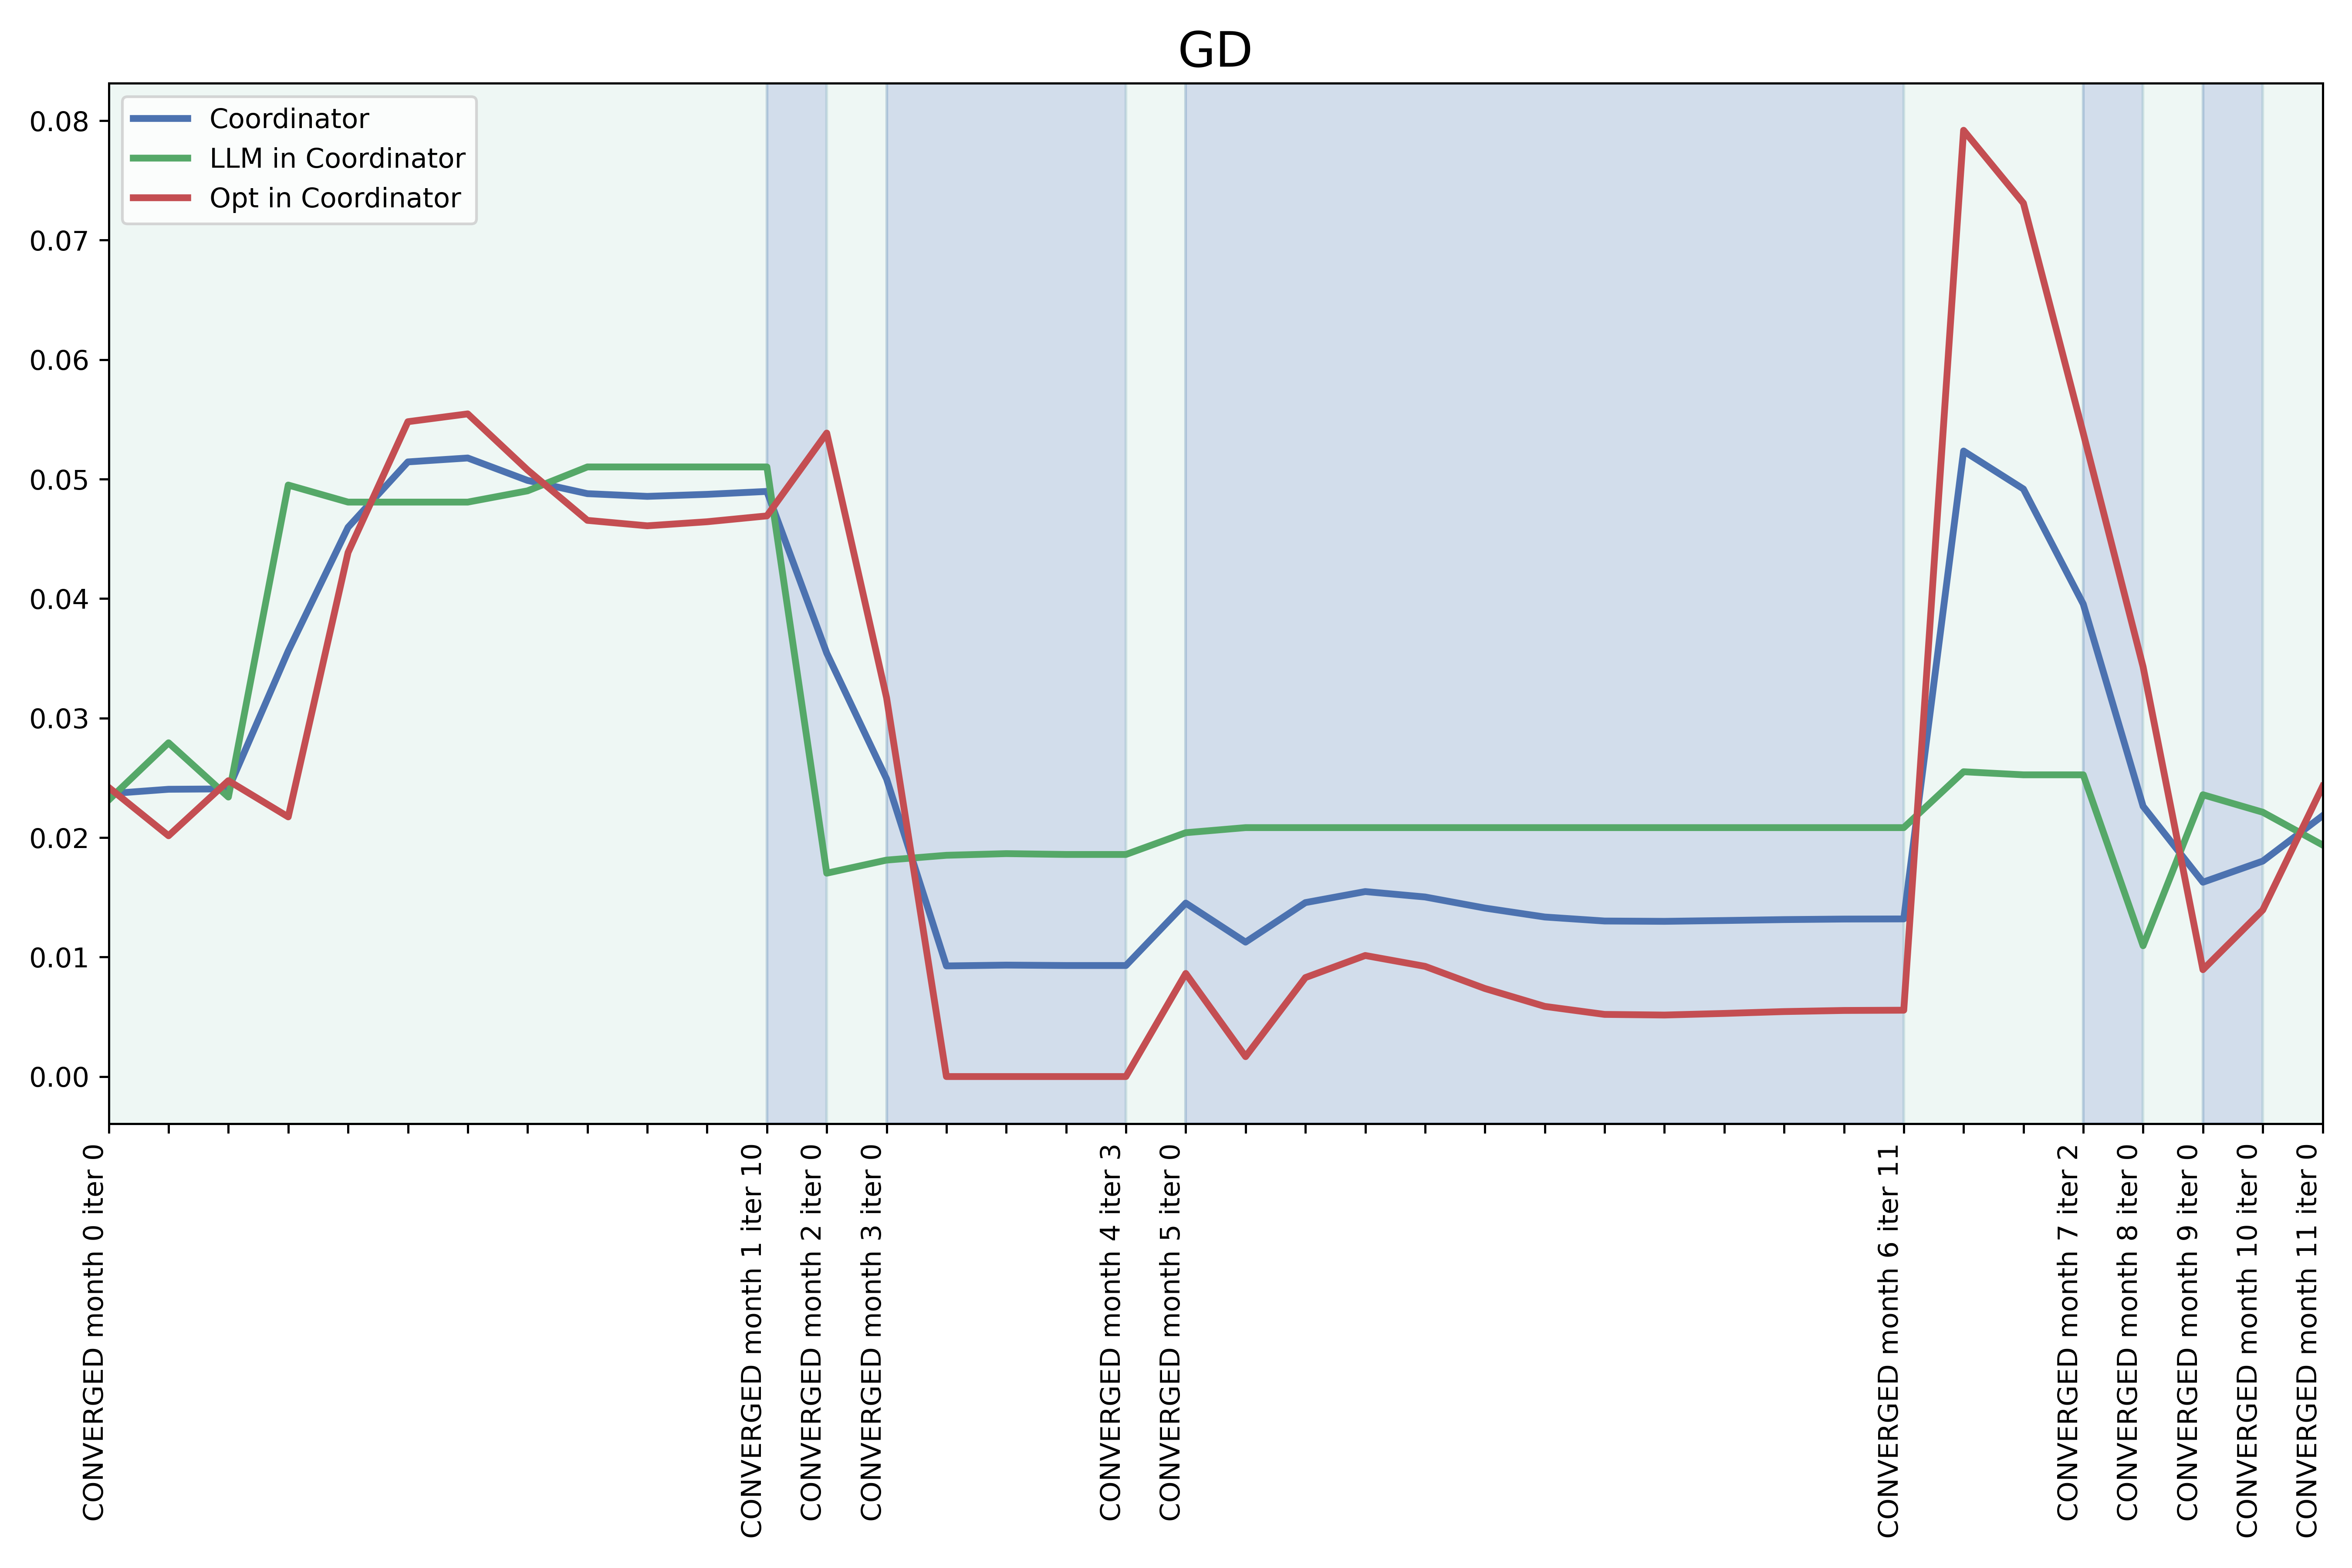 GD
Coordinator
LLM in Coordinator
Opt in Coordinator
0.08
0.07
0.06
0.05
0.04
0.03
0.02
0.01
0.00
CONVERGED month 0 iter 0
CONVERGED month 1 iter 10
CONVERGED month 2 iter 0
CONVERGED month 3 iter 0
CONVERGED month 4 iter 3
CONVERGED month 5 iter 0
CONVERGED month 6 iter 11
CONVERGED month 7 iter 2
CONVERGED month 8 iter 0
CONVERGED month 9 iter 0
CONVERGED month 10 iter 0
CONVERGED month 11 iter 0